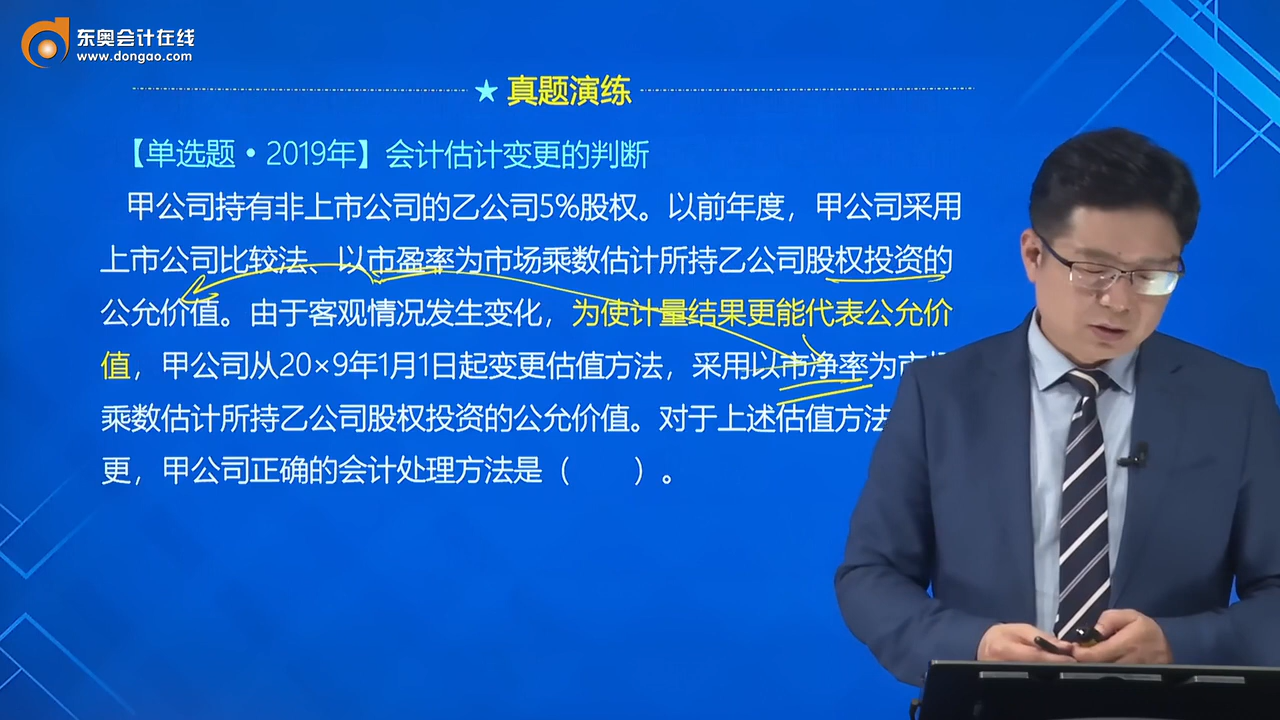 东奥会计在线
www.dongao.com
★ 真题演练
【单选题•2019年】会计估计变更的判断
甲公司持有非上市公司的乙公司5%股权。以前年度，甲公司采用
上市公司比较法、以市盈率为市场乘数估计所持乙公司股权投资的
公允价值。由于客观情况发生变化，为使计量结果更能代表公允价
值，甲公司从20×9年1月1日起变更估值方法，采用以市净率为市
乘数估计所持乙公司股权投资的公允价值。对于上述估值方法
更，甲公司正确的会计处理方法是（　　）。